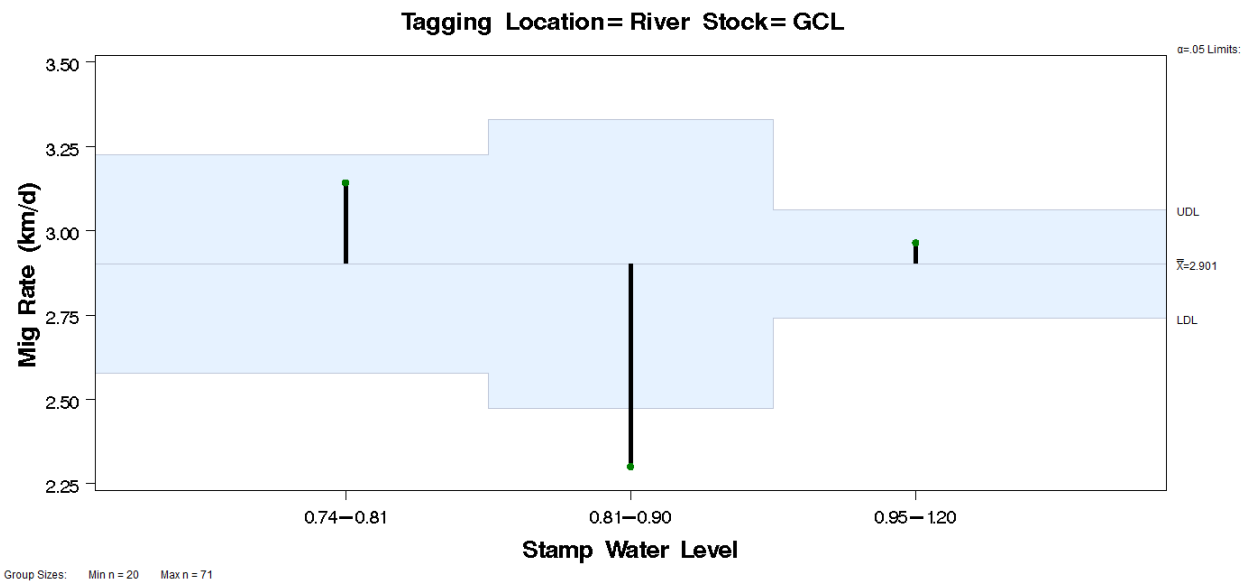 Tagging Location= River Stock= GCL
α=.05 Limits:
3.50
3.25
3.00
2.75
2.50
2.25
Mig Rate (km/d)
UDL
X̿=2.901
LDL
0.74–0.81
0.81–0.90
0.95–1.20
Stamp Water Level
Group Sizes: Min n = 20 Max n = 71